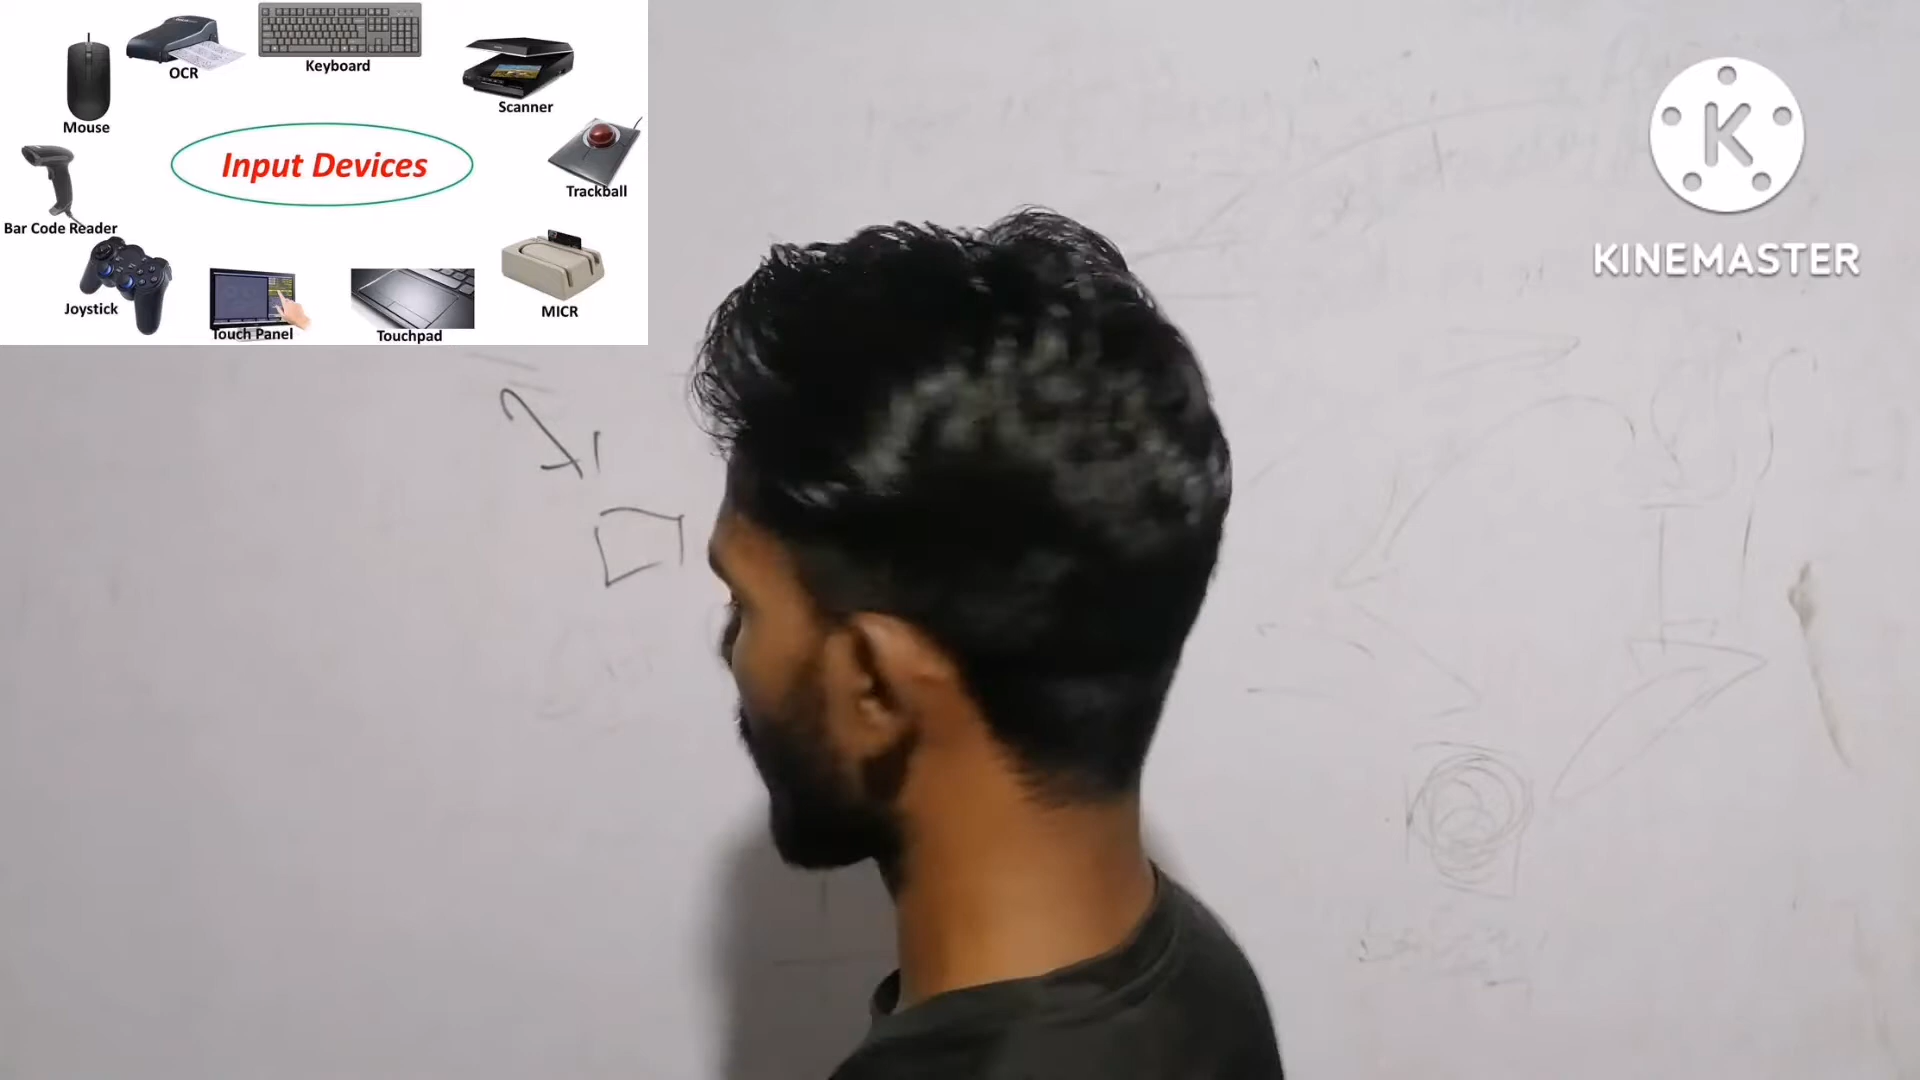 OCR
Keyboard
Scanner
Mouse
Input Devices
Trackball
Bar Code Reader
Joystick
Touch Panel
Touchpad
MICR
K
KINEMASTER